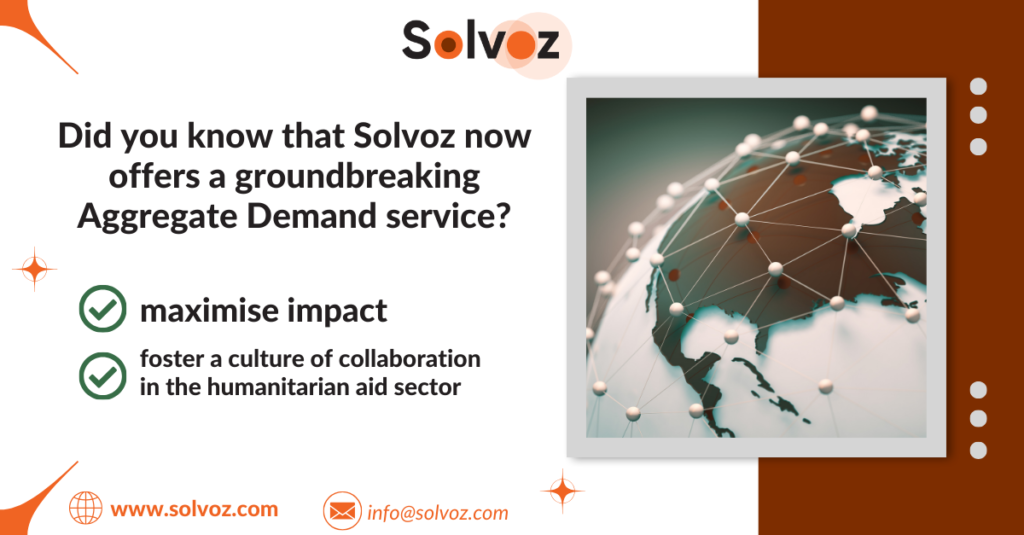 Solvoz
Did you know that Solvoz now
offers a groundbreaking
Aggregate Demand service?
maximise impact
foster a culture of collaboration
in the humanitarian aid sector
www.solvoz.com
info@solvoz.com